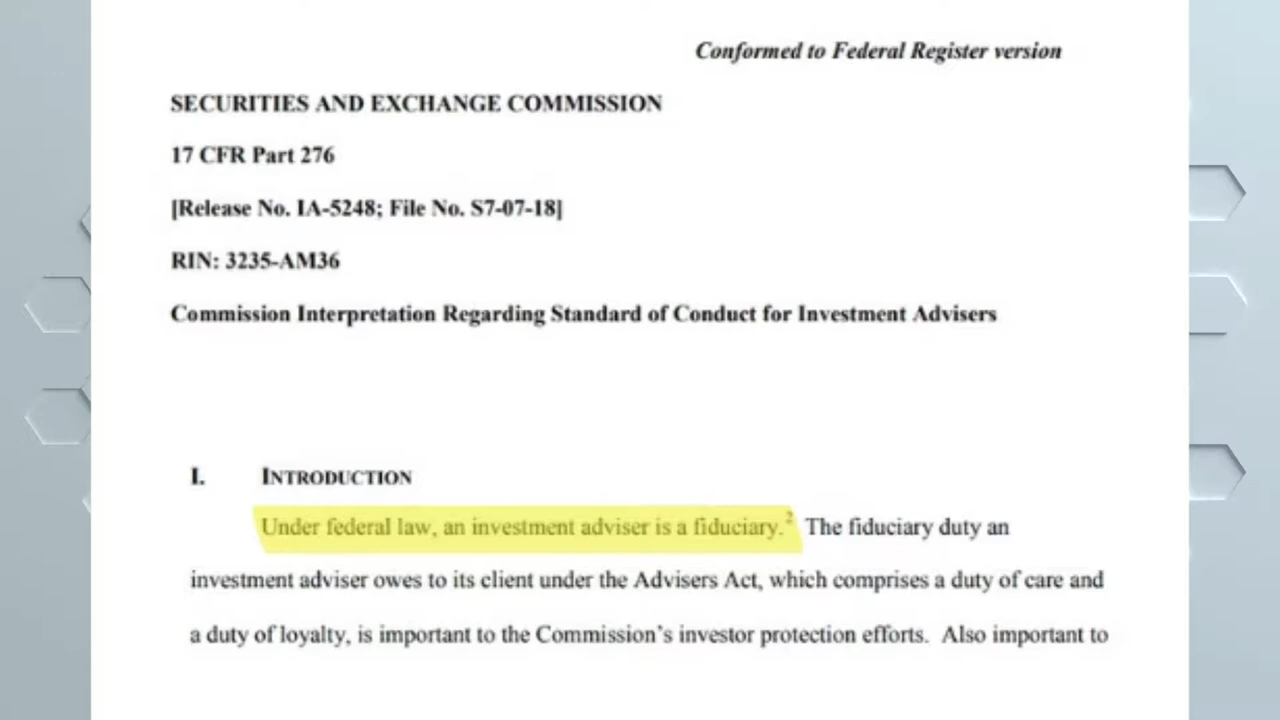 Conformed to Federal Register version
SECURITIES AND EXCHANGE COMMISSION
17 CFR Part 276
[Release No. IA-5248; File No. S7-07-18]
RIN: 3235-AM36
Commission Interpretation Regarding Standard of Conduct for Investment Advisers
I. INTRODUCTION
Under federal law, an investment adviser is a fiduciary.² The fiduciary duty an
investment adviser owes to its client under the Advisers Act, which comprises a duty of care and
a duty of loyalty, is important to the Commission's investor protection efforts. Also important to